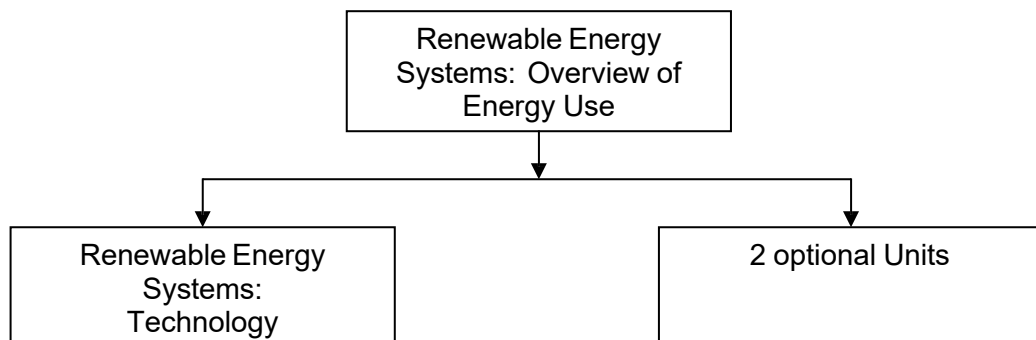 Renewable Energy
Systems: Overview of
Energy Use
Renewable Energy
Systems:
Technology
2 optional Units